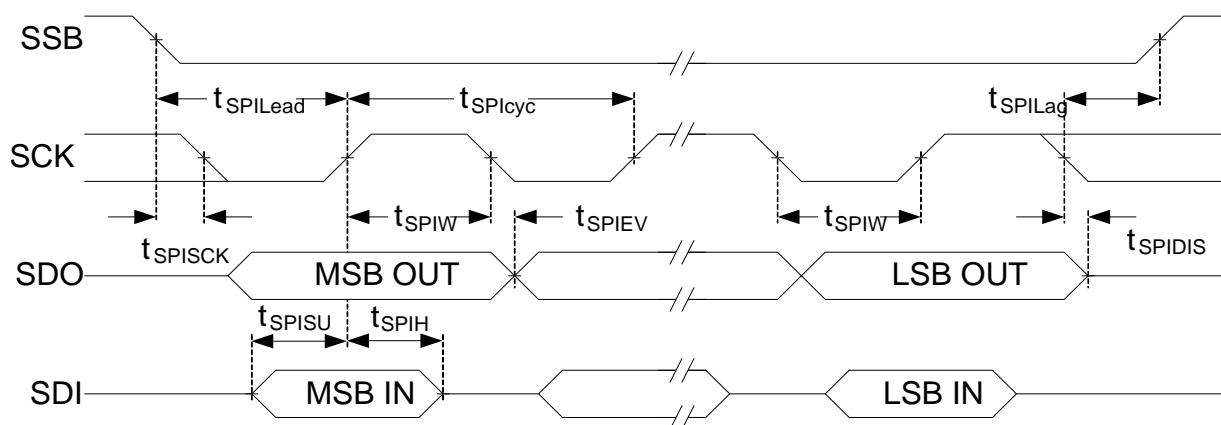 SSB
tSPILead
tSPIcyc
tSPILag
SCK
tSPIW
tSPIEV
tSPIW
tSPISCK
tSPIDIS
SDO
MSB OUT
LSB OUT
tSPISU
tSPIH
SDI
MSB IN
LSB IN